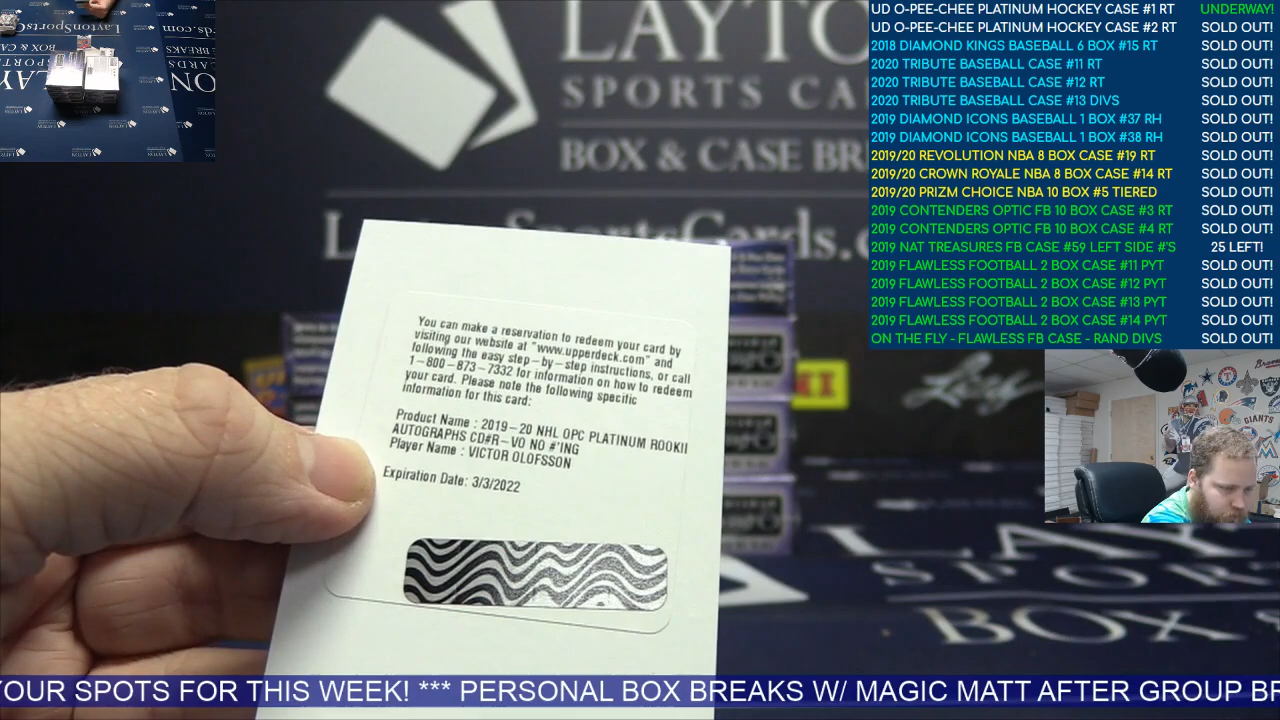 UD O-PEE-CHEE PLATINUM HOCKEY CASE #1 RT UNDERWAY!
UD O-PEE-CHEE PLATINUM HOCKEY CASE #2 RT SOLD OUT!
2018 DIAMOND KINGS BASEBALL 6 BOX #15 RT SOLD OUT!
2020 TRIBUTE BASEBALL CASE #11 RT SOLD OUT!
2020 TRIBUTE BASEBALL CASE #12 RT SOLD OUT!
2020 TRIBUTE BASEBALL CASE #13 DIVS SOLD OUT!
2019 DIAMOND ICONS BASEBALL 1 BOX #37 RH SOLD OUT!
2019 DIAMOND ICONS BASEBALL 1 BOX #38 RH SOLD OUT!
2019/20 REVOLUTION NBA 8 BOX CASE #19 RT SOLD OUT!
2019/20 CROWN ROYALE NBA 8 BOX CASE #14 RT SOLD OUT!
2019/20 PRIZM CHOICE NBA 10 BOX #5 TIERED SOLD OUT!
2019 CONTENDERS OPTIC FB 10 BOX CASE #3 RT SOLD OUT!
2019 CONTENDERS OPTIC FB 10 BOX CASE #4 RT SOLD OUT!
2019 NAT TREASURES FB CASE #59 LEFT SIDE #'S 25 LEFT!
2019 FLAWLESS FOOTBALL 2 BOX CASE #11 PYT SOLD OUT!
2019 FLAWLESS FOOTBALL 2 BOX CASE #12 PYT SOLD OUT!
2019 FLAWLESS FOOTBALL 2 BOX CASE #13 PYT SOLD OUT!
2019 FLAWLESS FOOTBALL 2 BOX CASE #14 PYT SOLD OUT!
ON THE FLY - FLAWLESS FB CASE - RAND DIVS SOLD OUT!
LAYTO
SPORTS CA
BOX & CASE BR
LaytonSportsCards.c
You can make a reservation to redeem your card by
visiting our website at "www.upperdeck.com" and
following the easy step-by-step instructions, or call
1-800-873-7332 for information on how to redeem
your card. Please note the following specific
information for this card:
Product Name : 2019-20 NHL OPC PLATINUM ROOKII
AUTOGRAPHS CD#R-VO NO #'ING
Player Name : VICTOR OLOFSSON
Expiration Date: 3/3/2022
Leaf
GIANTS
L
SPOR
BOX
YOUR SPOTS FOR THIS WEEK! *** PERSONAL BOX BREAKS W/ MAGIC MATT AFTER GROUP BR